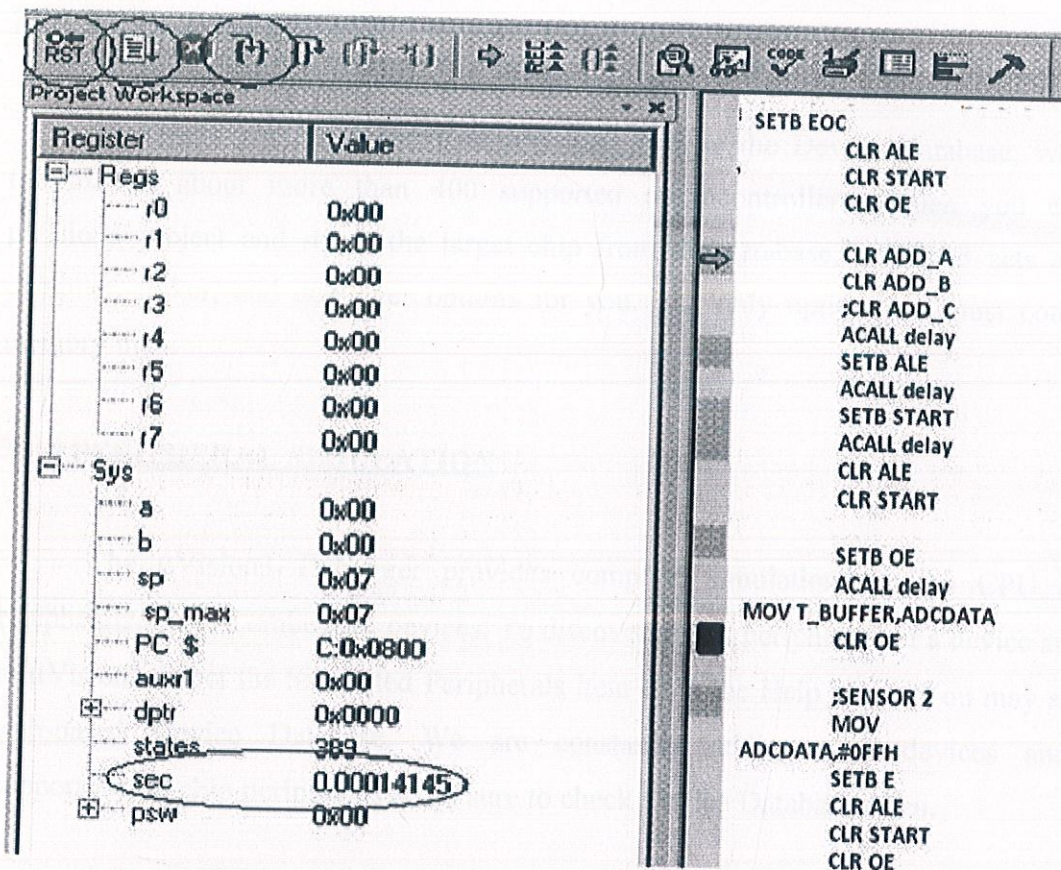 RST
REC
CODE
Project Workspace
Register Value
Regs
r0 0x00
r1 0x00
r2 0x00
r3 0x00
r4 0x00
r5 0x00
r6 0x00
r7 0x00
Sys
a 0x00
b 0x00
sp 0x07
sp_max 0x07
PC $ C:0x0800
auxr1 0x00
dptr 0x0000
states 389
sec 0.00014145
psw 0x00
SETB EOC
CLR ALE
CLR START
CLR OE
CLR ADD_A
CLR ADD_B
;CLR ADD_C
ACALL delay
SETB ALE
ACALL delay
SETB START
ACALL delay
CLR ALE
CLR START
SETB OE
ACALL delay
MOV T_BUFFER,ADCDATA
CLR OE
;SENSOR 2
MOV
ADCDATA,#0FFH
SETB E
CLR ALE
CLR START
CLR OE